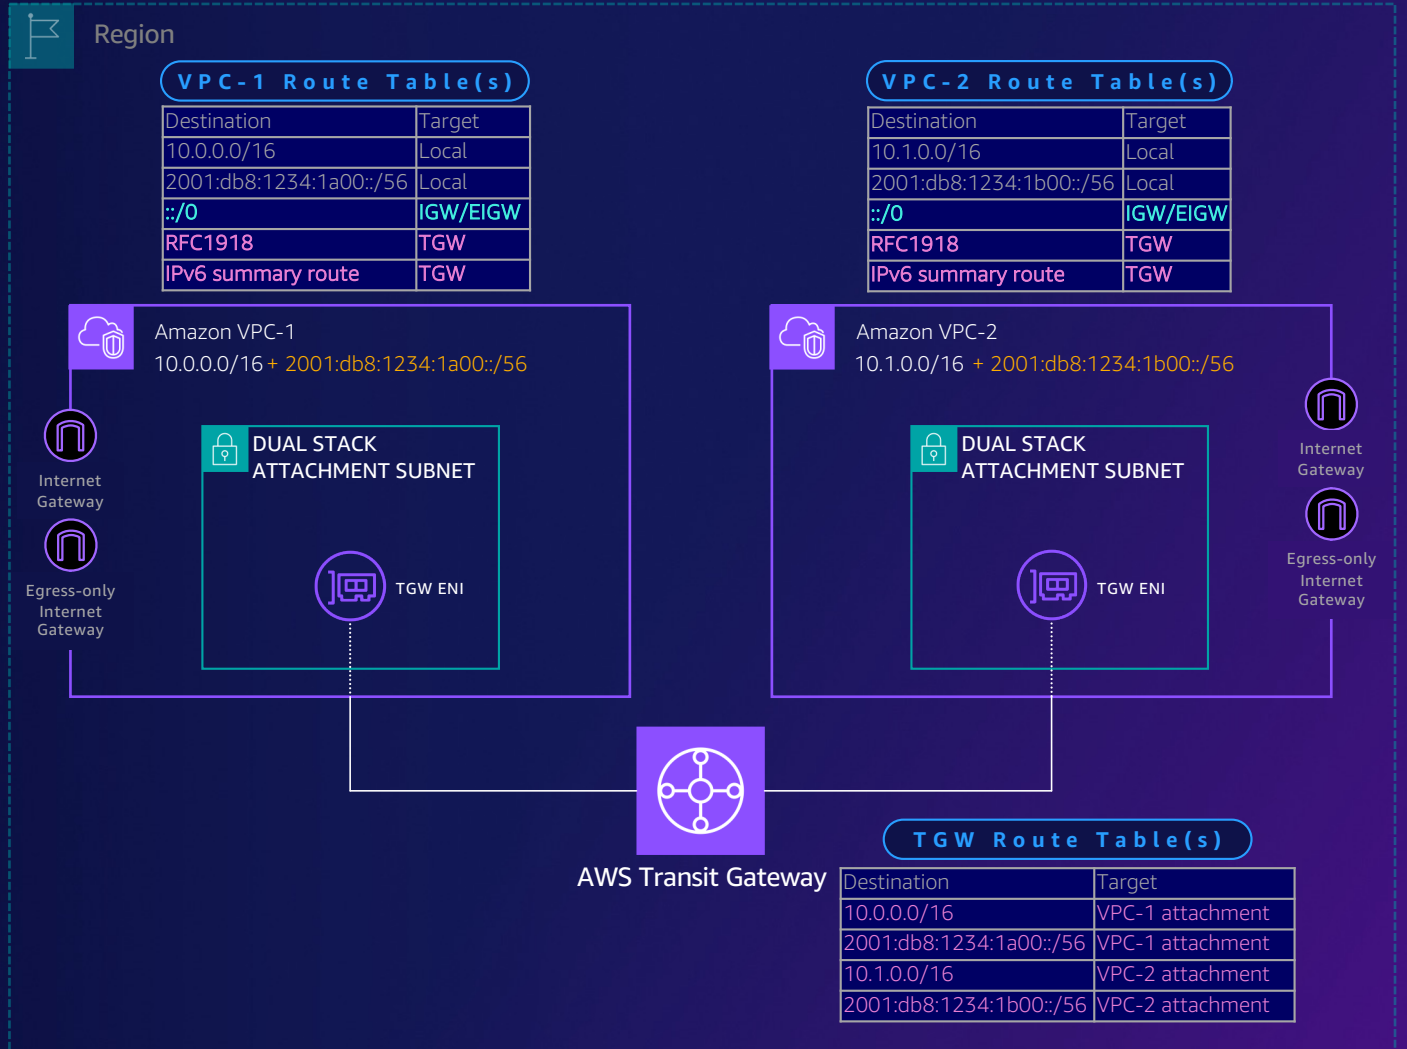 Region
VPC-1 Route Table(s)
Destination Target
10.0.0.0/16 Local
2001:db8:1234:1a00::/56 Local
::/0 IGW/EIGW
RFC1918 TGW
IPv6 summary route TGW
VPC-2 Route Table(s)
Destination Target
10.1.0.0/16 Local
2001:db8:1234:1b00::/56 Local
::/0 IGW/EIGW
RFC1918 TGW
IPv6 summary route TGW
Amazon VPC-1
10.0.0.0/16 + 2001:db8:1234:1a00::/56
Internet
Gateway
Egress-only
Internet
Gateway
DUAL STACK
ATTACHMENT SUBNET
TGW ENI
Amazon VPC-2
10.1.0.0/16 + 2001:db8:1234:1b00::/56
DUAL STACK
ATTACHMENT SUBNET
TGW ENI
Internet
Gateway
Egress-only
Internet
Gateway
AWS Transit Gateway
TGW Route Table(s)
Destination Target
10.0.0.0/16 VPC-1 attachment
2001:db8:1234:1a00::/56 VPC-1 attachment
10.1.0.0/16 VPC-2 attachment
2001:db8:1234:1b00::/56 VPC-2 attachment